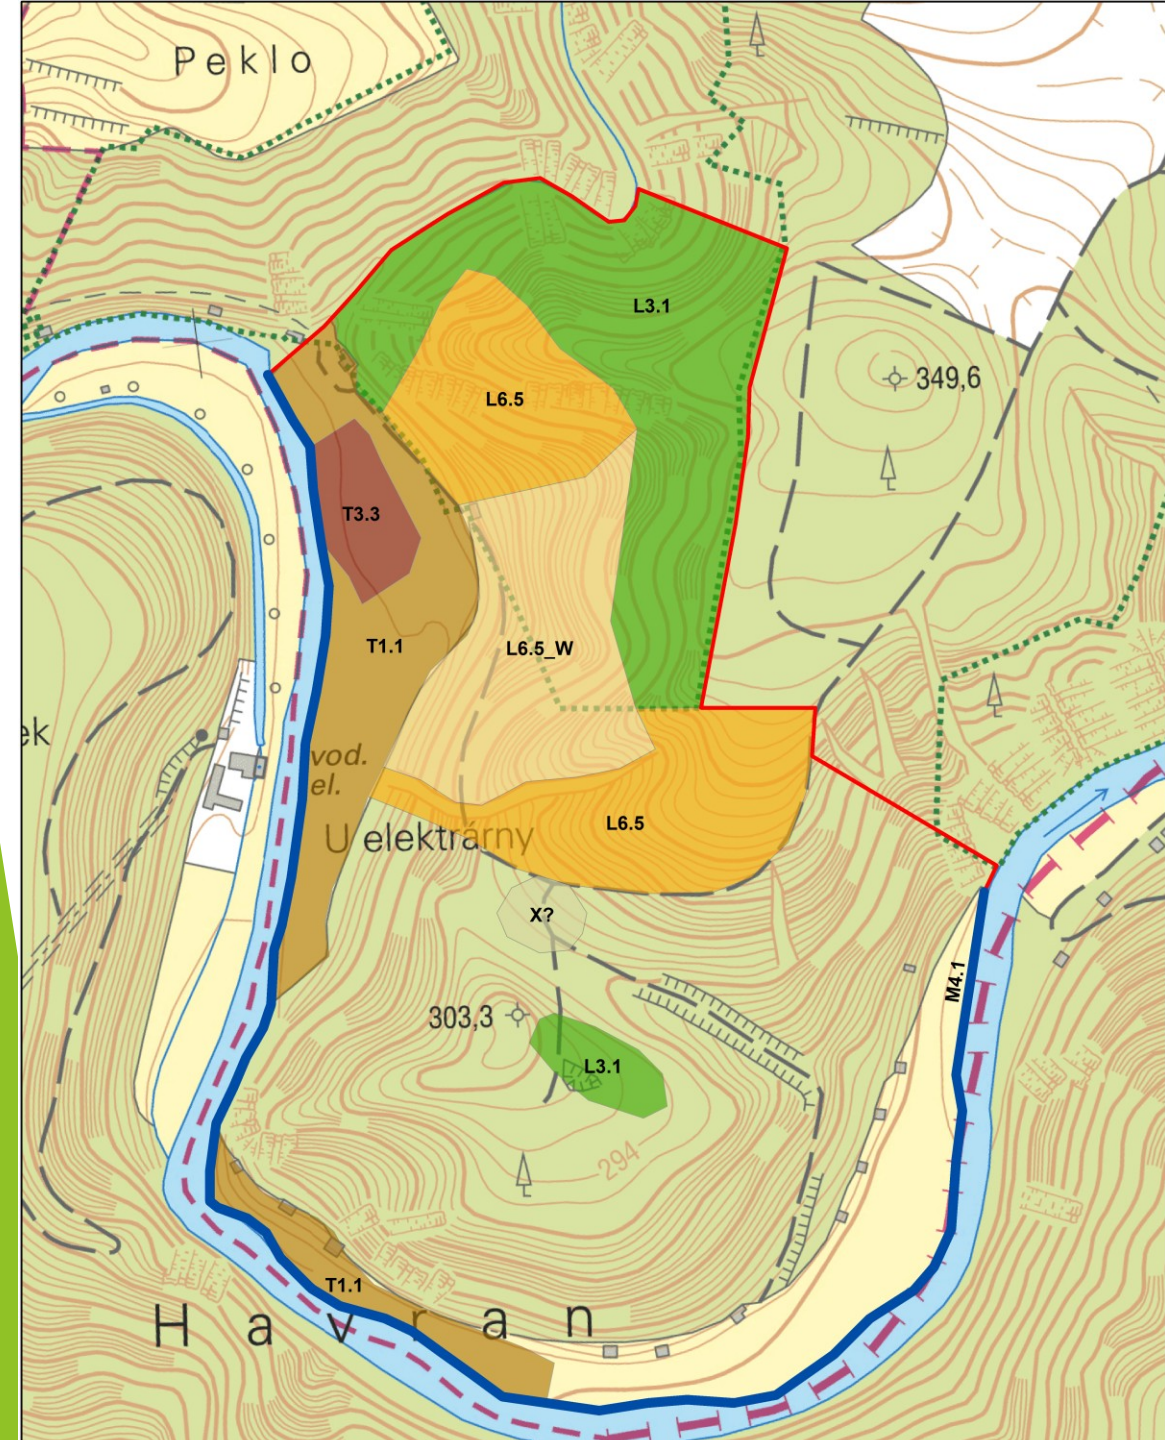 Peklo
L3.1
349,6
L6.5
T3.3
T1.1
L6.5_W
ek
vod.
el.
U elektrárny
L6.5
X?
M4.1
303,3
L3.1
294
T1.1
Havran